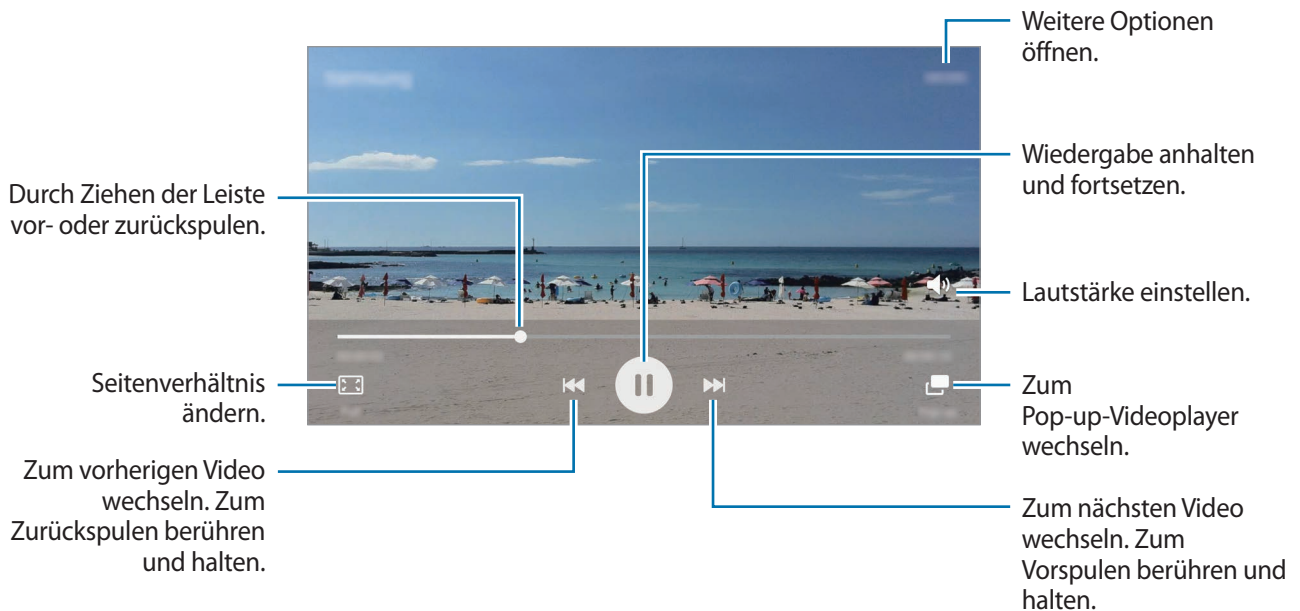 Weitere Optionen
öffnen.
Wiedergabe anhalten
und fortsetzen.
Durch Ziehen der Leiste
vor- oder zurückspulen.
Lautstärke einstellen.
Seitenverhältnis
ändern.
Zum
Pop-up-Videoplayer
wechseln.
Zum vorherigen Video
wechseln. Zum
Zurückspulen berühren
und halten.
Zum nächsten Video
wechseln. Zum
Vorspulen berühren und
halten.